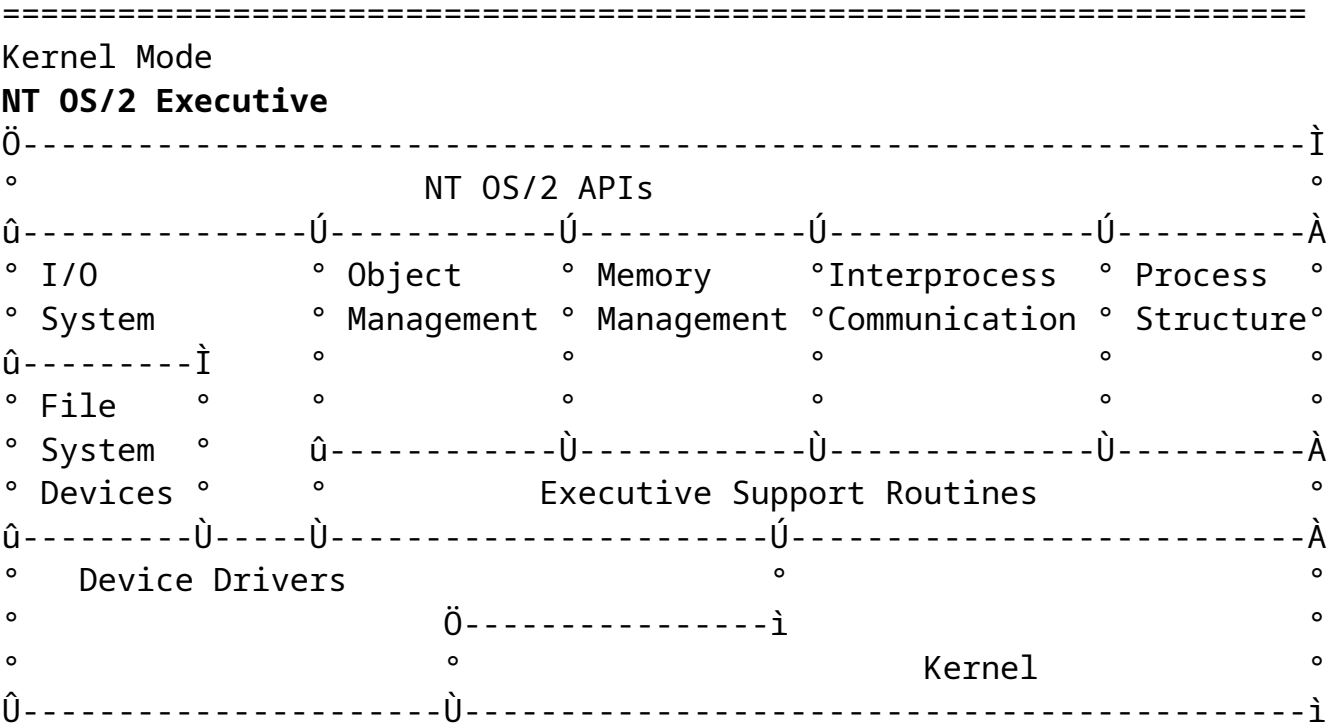 ====================================================================
Kernel Mode
NT OS/2 Executive
Ö-------------------------------------------------------------------Ì
°                     NT OS/2 APIs                                  °
û---------------Ú------------Ú------------Ú--------------Ú----------À
° I/O           ° Object     ° Memory     °Interprocess  ° Process  °
° System        ° Management ° Management °Communication ° Structure°
û---------Ì     °            °            °              °          °
° File    °     °            °            °              °          °
° System  °     û------------Ù------------Ù--------------Ù----------À
° Devices °     °           Executive Support Routines              °
û---------Ù-----Ù-----------------------Ú---------------------------À
°   Device Drivers                      °                           °
°                      Ö----------------ì                           °
°                      °                        Kernel              °
Û----------------------Ù--------------------------------------------ì